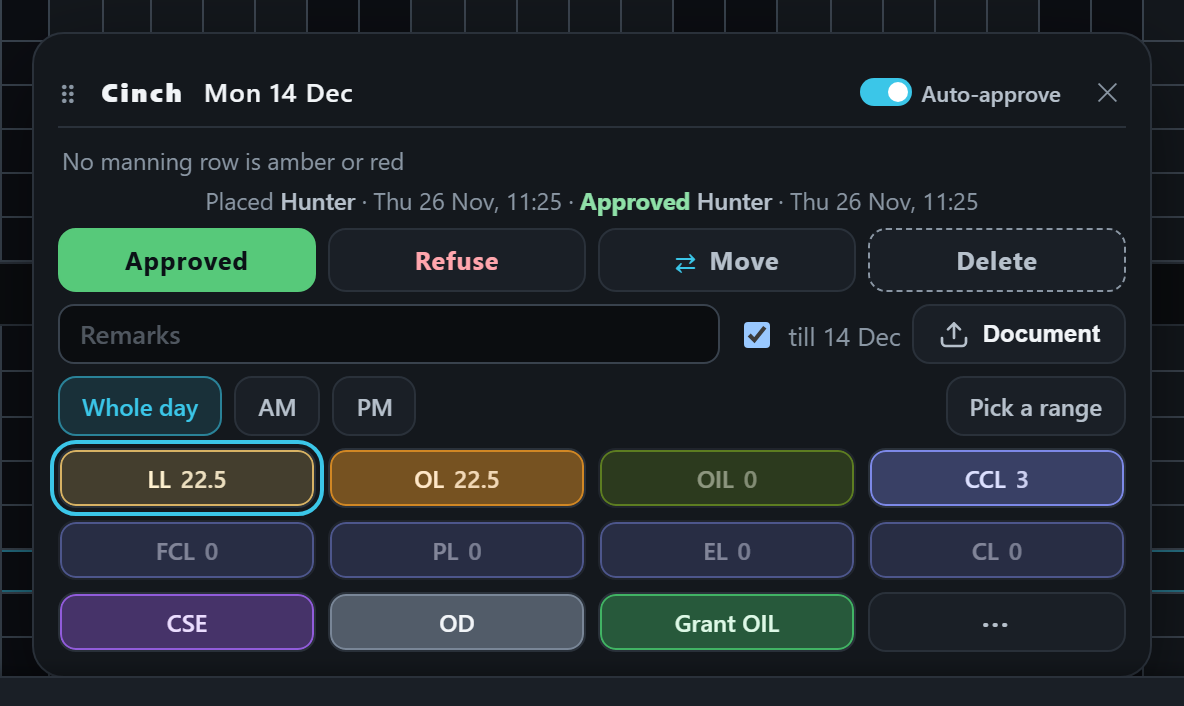 Cinch Mon 14 Dec Auto-approve
No manning row is amber or red
Placed Hunter · Thu 26 Nov, 11:25 · Approved Hunter · Thu 26 Nov, 11:25
Approved Refuse Move Delete
Remarks till 14 Dec Document
Whole day AM PM Pick a range
LL 22.5 OL 22.5 OIL 0 CCL 3
FCL 0 PL 0 EL 0 CL 0
CSE OD Grant OIL ...